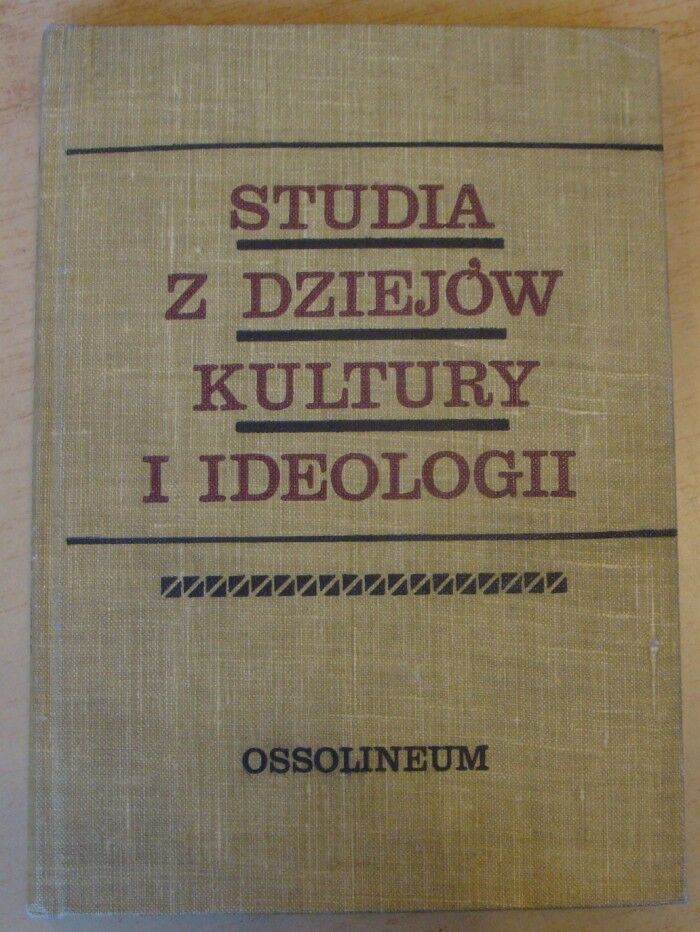 STUDIA
Z DZIEJÓW
KULTURY
I IDEOLOGII
OSSOLINEUM